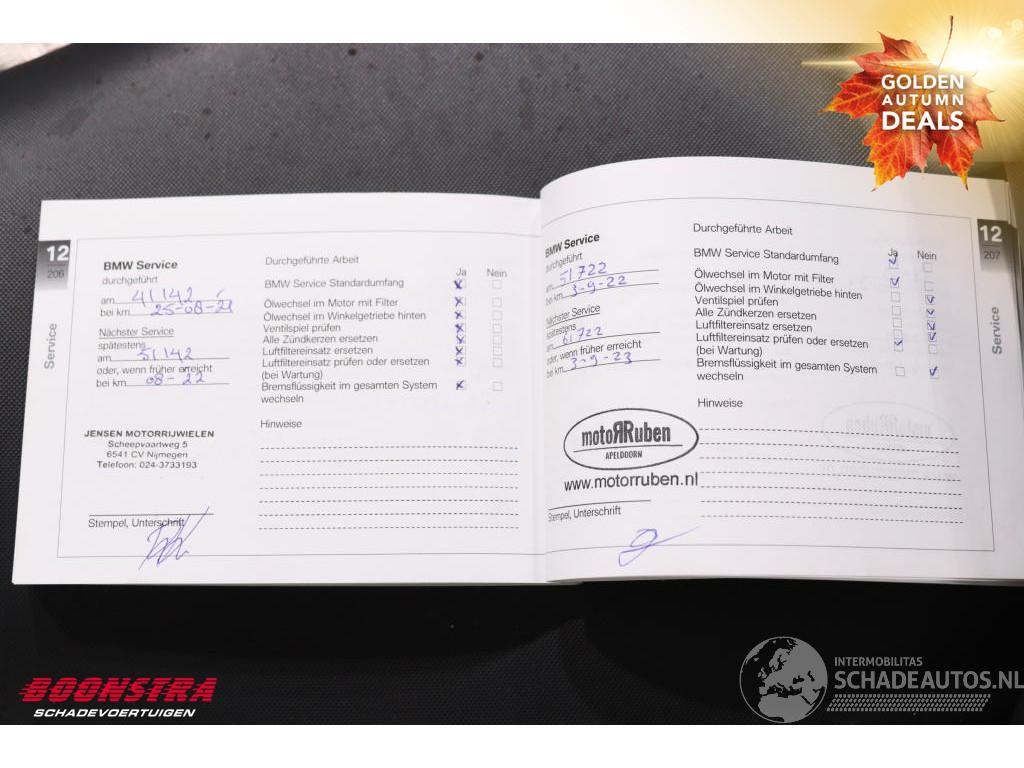 GOLDEN
AUTUMN
DEALS
12
206
Service
BMW Service
durchgeführt
am 41142
bei km 25-08-21
Nächster Service
spätestens
am 51142
oder, wenn früher erreicht
bei km 08-22
JENSEN MOTORRIJWIELEN
Scheepvaartweg 5
6541 CV Nijmegen
Telefoon: 024-3733193
Stempel, Unterschrift
Durchgeführte Arbeit
Ja Nein
BMW Service Standardumfang
Ölwechsel im Motor mit Filter
Ölwechsel im Winkelgetriebe hinten
Ventilspiel prüfen
Alle Zündkerzen ersetzen
Luftfiltereinsatz ersetzen
Luftfiltereinsatz prüfen oder ersetzen
(bei Wartung)
Bremsflüssigkeit im gesamten System
wechseln
Hinweise
BMW Service
durchgeführt
am 51722
bei km 3-9-22
Nächster Service
spätestens
am 61722
oder, wenn früher erreicht
bei km 3-9-23
motoRRuben
APELDOORN
www.motorruben.nl
Stempel, Unterschrift
Durchgeführte Arbeit
Ja Nein
BMW Service Standardumfang
Ölwechsel im Motor mit Filter
Ölwechsel im Winkelgetriebe hinten
Ventilspiel prüfen
Alle Zündkerzen ersetzen
Luftfiltereinsatz ersetzen
Luftfiltereinsatz prüfen oder ersetzen
(bei Wartung)
Bremsflüssigkeit im gesamten System
wechseln
Hinweise
12
207
Service
BOONSTRA
SCHADEVOERTUIGEN
INTERMOBILITAS
SCHADEAUTOS.NL